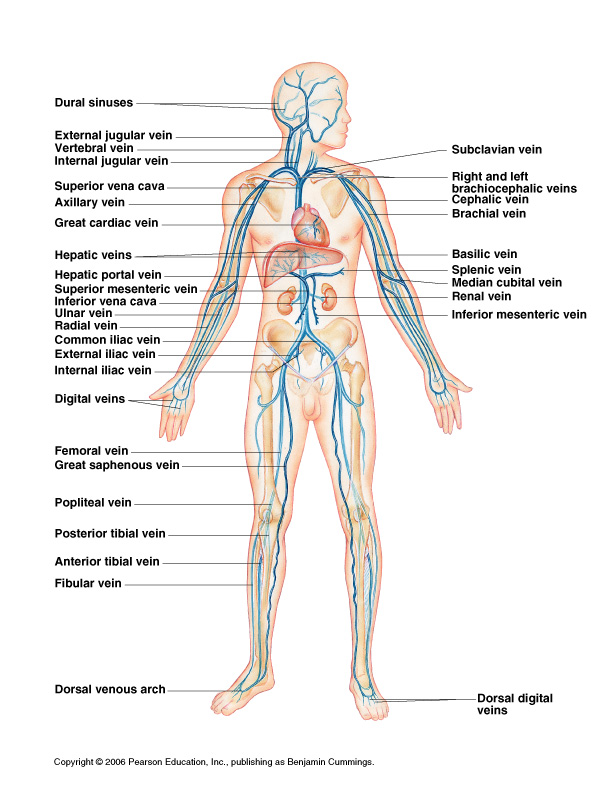 Dural sinuses
External jugular vein
Vertebral vein
Internal jugular vein
Superior vena cava
Axillary vein
Great cardiac vein
Hepatic veins
Hepatic portal vein
Superior mesenteric vein
Inferior vena cava
Ulnar vein
Radial vein
Common iliac vein
External iliac vein
Internal iliac vein
Digital veins
Femoral vein
Great saphenous vein
Popliteal vein
Posterior tibial vein
Anterior tibial vein
Fibular vein
Dorsal venous arch
Subclavian vein
Right and left
brachiocephalic veins
Cephalic vein
Brachial vein
Basilic vein
Splenic vein
Median cubital vein
Renal vein
Inferior mesenteric vein
Dorsal digital
veins
Copyright © 2006 Pearson Education, Inc., publishing as Benjamin Cummings.